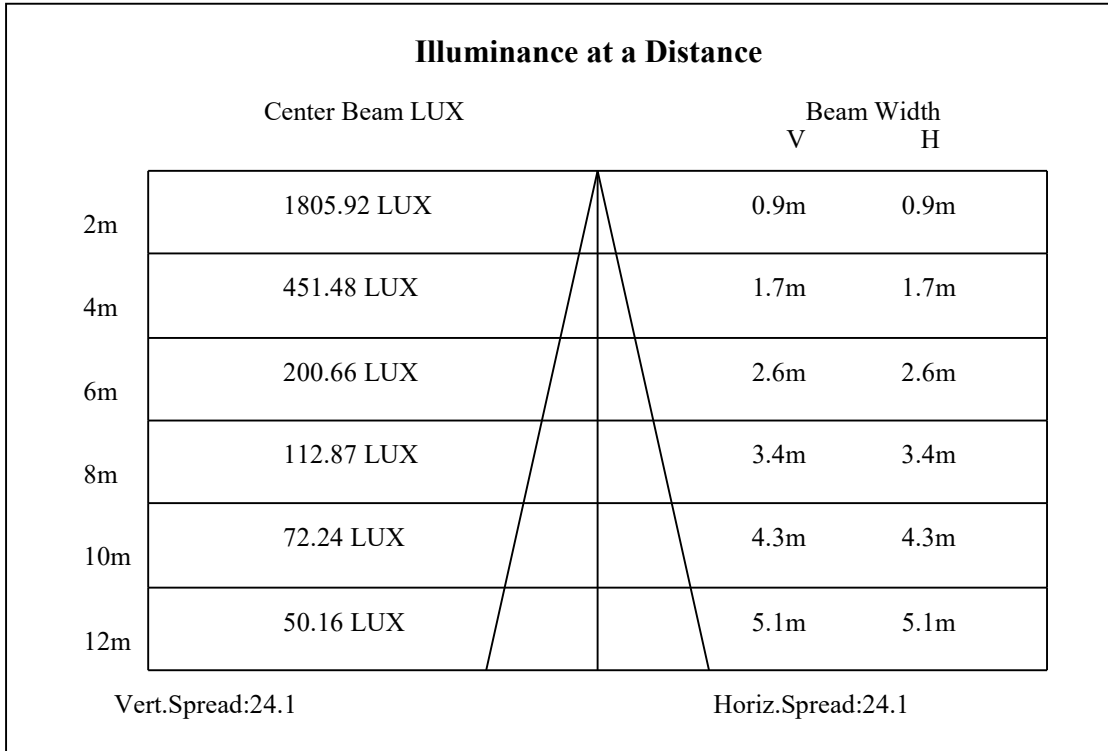 Illuminance at a Distance
Center Beam LUX Beam Width
V H
2m 1805.92 LUX 0.9m 0.9m
4m 451.48 LUX 1.7m 1.7m
6m 200.66 LUX 2.6m 2.6m
8m 112.87 LUX 3.4m 3.4m
10m 72.24 LUX 4.3m 4.3m
12m 50.16 LUX 5.1m 5.1m
Vert.Spread:24.1 Horiz.Spread:24.1